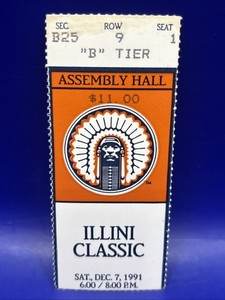 SEC. ROW SEAT
B25 9 1
"B" TIER
ASSEMBLY HALL
$11.00
TM
ILLINI
CLASSIC
SAT., DEC. 7, 1991
6:00 / 8:00 P.M.